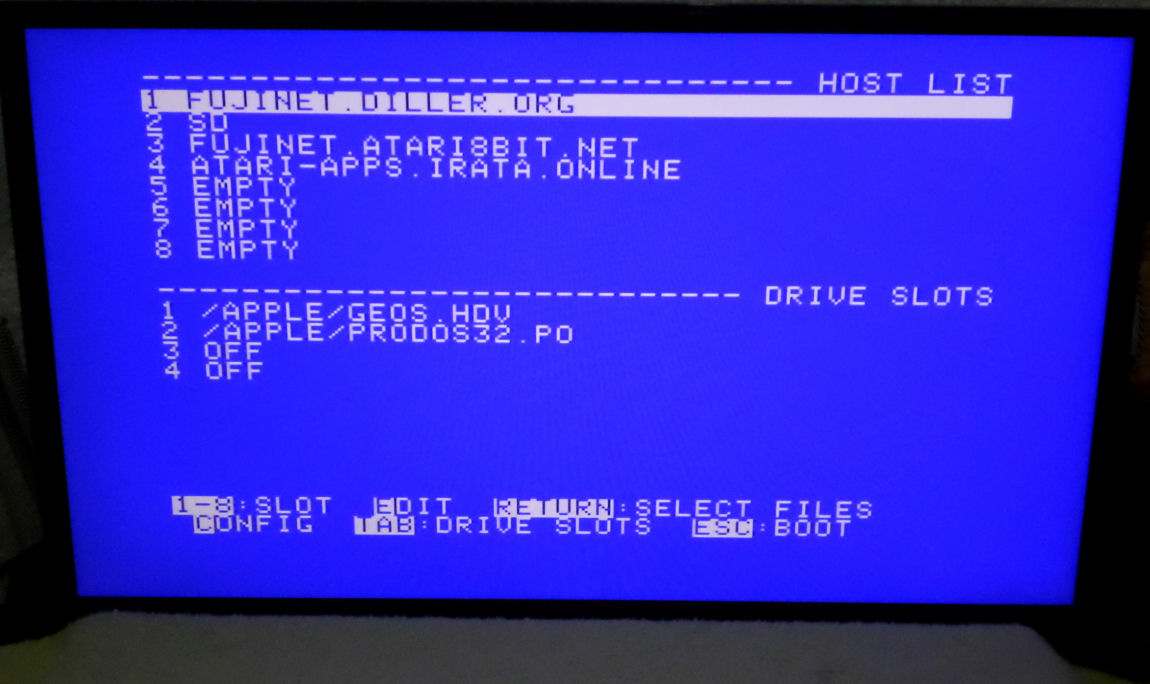 ------------------------------- HOST LIST
1 FUJINET.DILLER.ORG
2 SD
3 FUJINET.ATARI8BIT.NET
4 ATARI-APPS.IRATA.ONLINE
5 EMPTY
6 EMPTY
7 EMPTY
8 EMPTY
----------------------------- DRIVE SLOTS
1 /APPLE/GEOS.HDV
2 /APPLE/PRODOS32.PO
3 OFF
4 OFF
1-8:SLOT EDIT RETURN:SELECT FILES
CONFIG TAB:DRIVE SLOTS ESC:BOOT